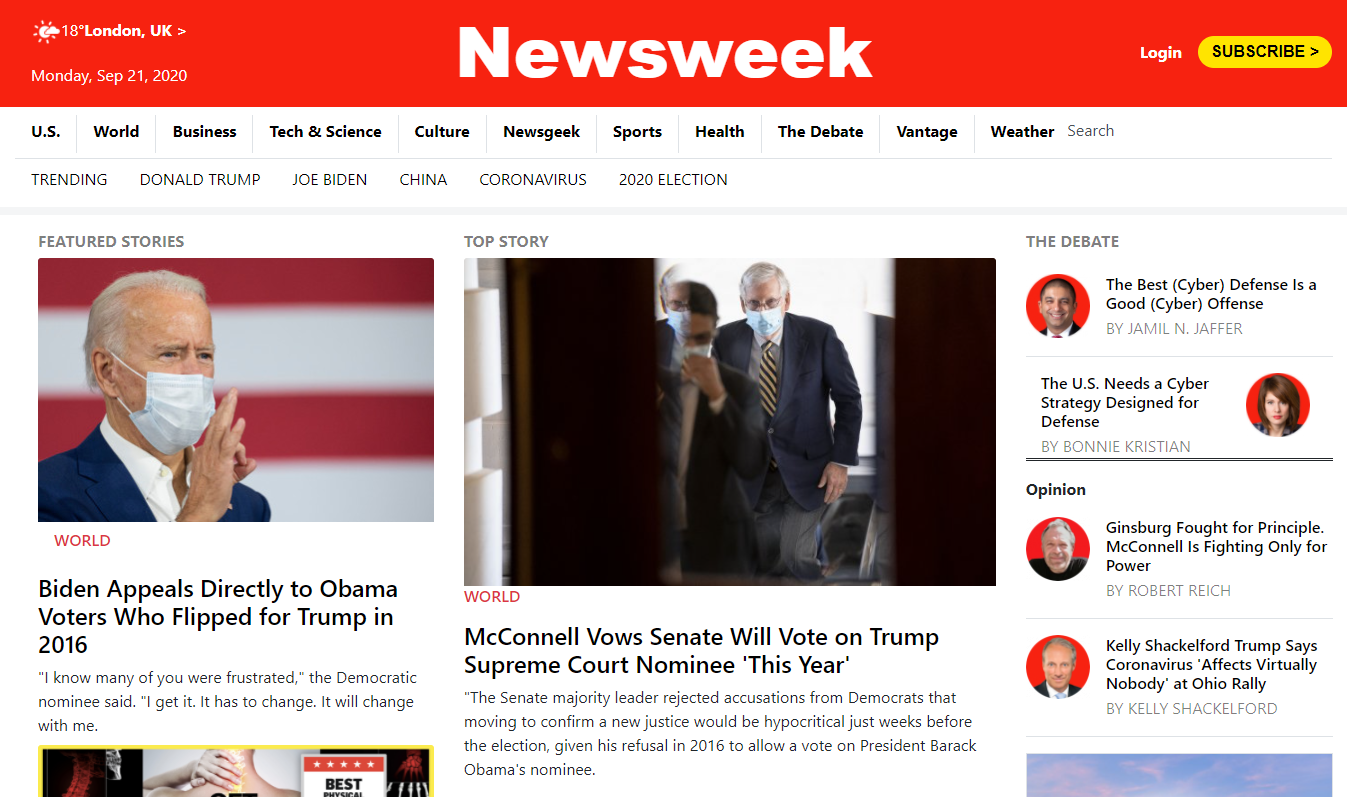 18°London, UK >
Monday, Sep 21, 2020
Newsweek
Login
SUBSCRIBE >
U.S.
World
Business
Tech & Science
Culture
Newsgeek
Sports
Health
The Debate
Vantage
Weather
Search
TRENDING
DONALD TRUMP
JOE BIDEN
CHINA
CORONAVIRUS
2020 ELECTION
FEATURED STORIES
WORLD
Biden Appeals Directly to Obama
Voters Who Flipped for Trump in
2016
"I know many of you were frustrated," the Democratic
nominee said. "I get it. It has to change. It will change
with me.
BEST
TOP STORY
WORLD
McConnell Vows Senate Will Vote on Trump
Supreme Court Nominee 'This Year'
"The Senate majority leader rejected accusations from Democrats that
moving to confirm a new justice would be hypocritical just weeks before
the election, given his refusal in 2016 to allow a vote on President Barack
Obama's nominee.
THE DEBATE
The Best (Cyber) Defense Is a
Good (Cyber) Offense
BY JAMIL N. JAFFER
The U.S. Needs a Cyber
Strategy Designed for
Defense
BY BONNIE KRISTIAN
Opinion
Ginsburg Fought for Principle.
McConnell Is Fighting Only for
Power
BY ROBERT REICH
Kelly Shackelford Trump Says
Coronavirus 'Affects Virtually
Nobody' at Ohio Rally
BY KELLY SHACKELFORD